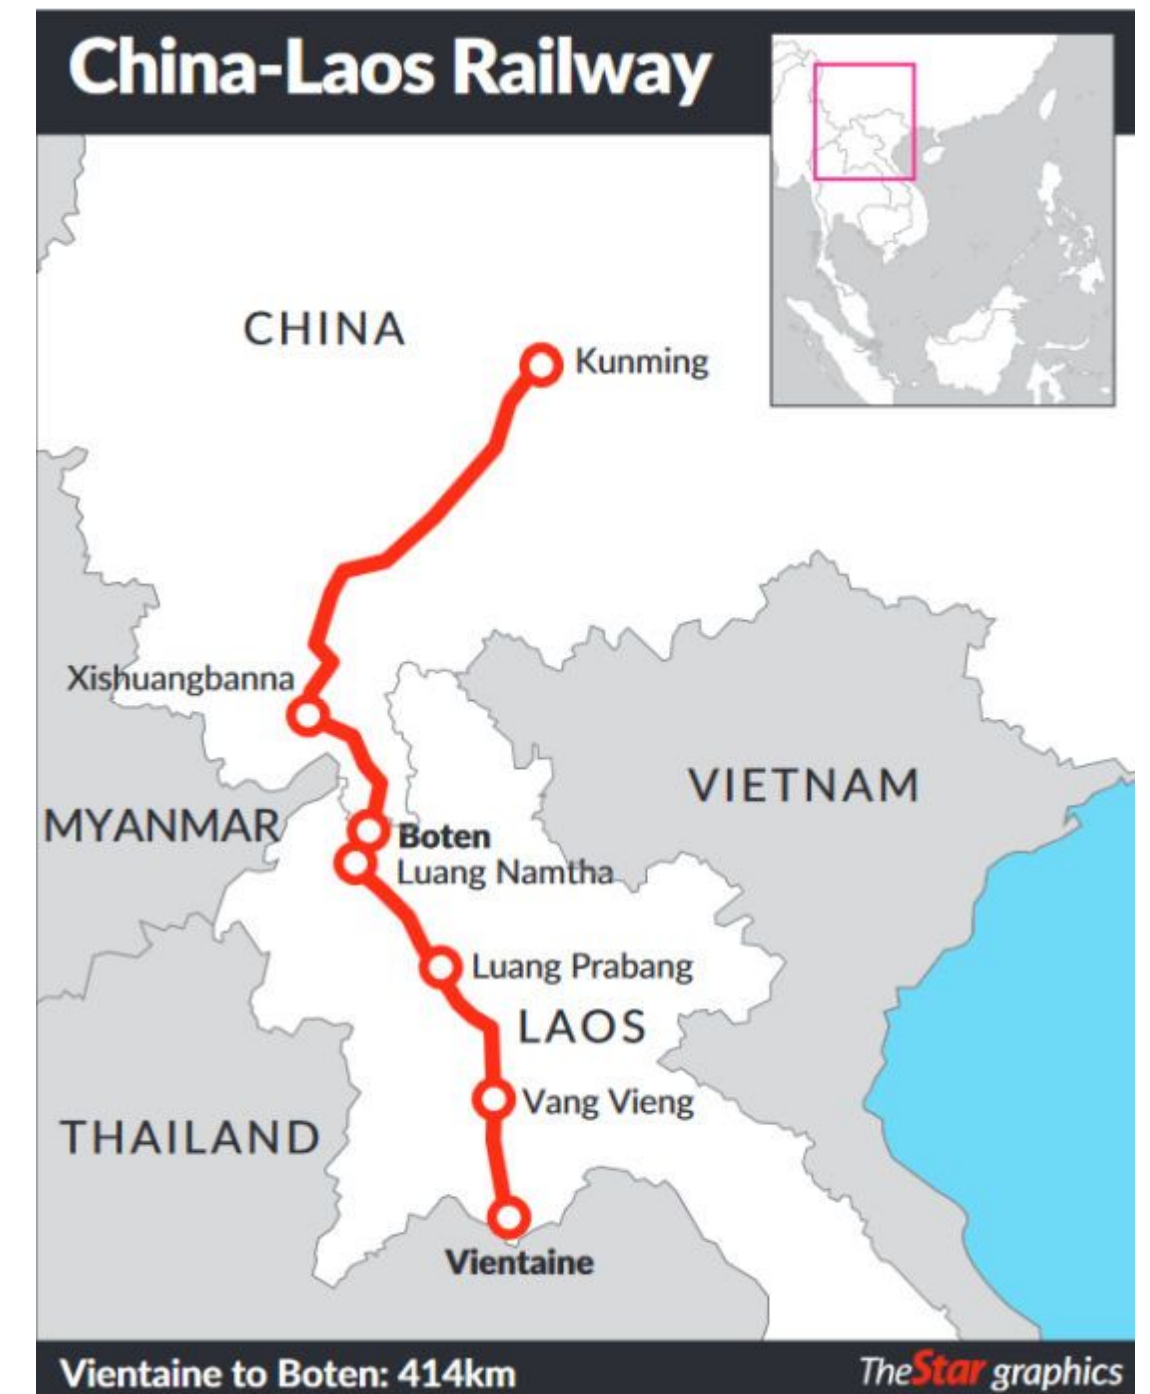 China-Laos Railway
CHINA
Kunming
Xishuangbanna
VIETNAM
MYANMAR
Boten
Luang Namtha
Luang Prabang
LAOS
Vang Vieng
THAILAND
Vientaine
Vientaine to Boten: 414km
TheStar graphics